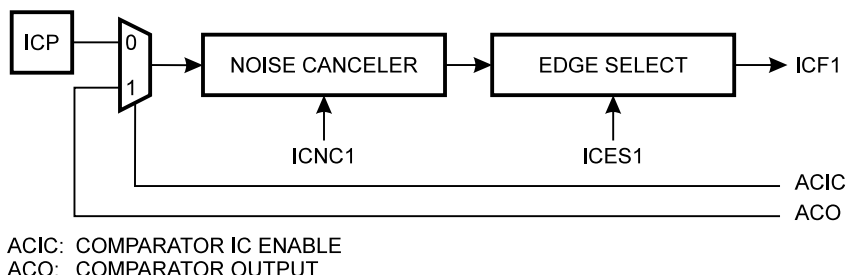 ICP
0
1
NOISE CANCELER
EDGE SELECT
ICF1
ICNC1
ICES1
ACIC
ACO
ACIC: COMPARATOR IC ENABLE
ACO: COMPARATOR OUTPUT